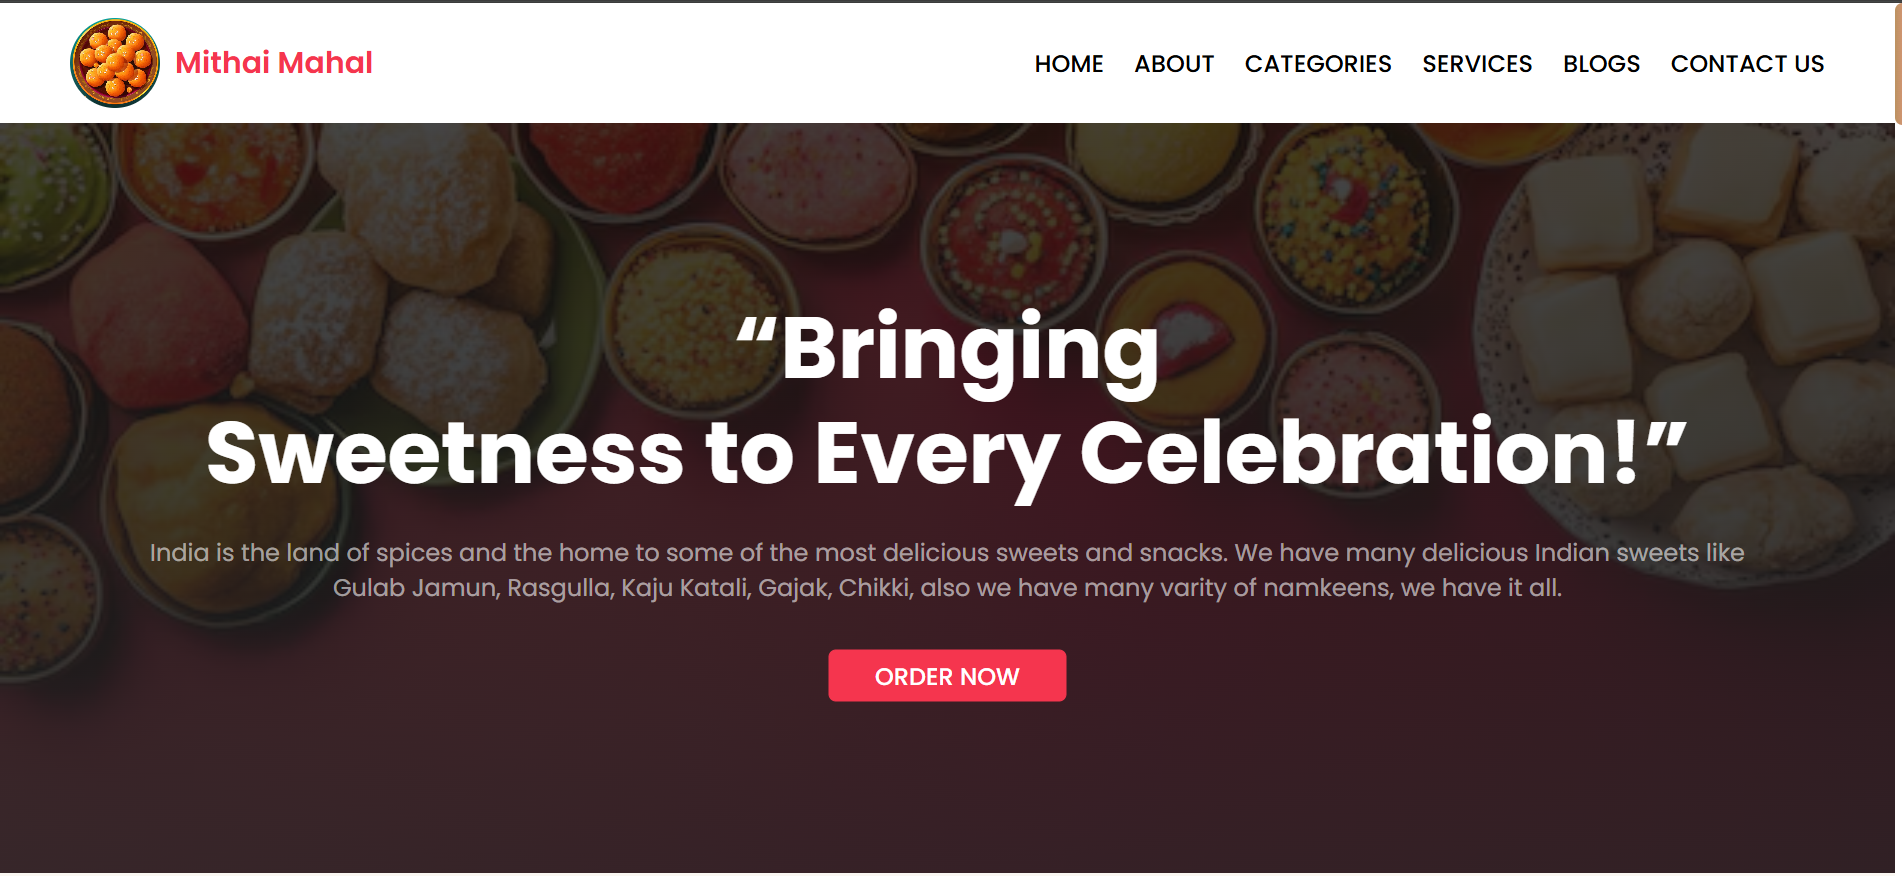 Mithai Mahal
HOME ABOUT CATEGORIES SERVICES BLOGS CONTACT US
“Bringing
Sweetness to Every Celebration!”
India is the land of spices and the home to some of the most delicious sweets and snacks. We have many delicious Indian sweets like
Gulab Jamun, Rasgulla, Kaju Katali, Gajak, Chikki, also we have many varity of namkeens, we have it all.
ORDER NOW